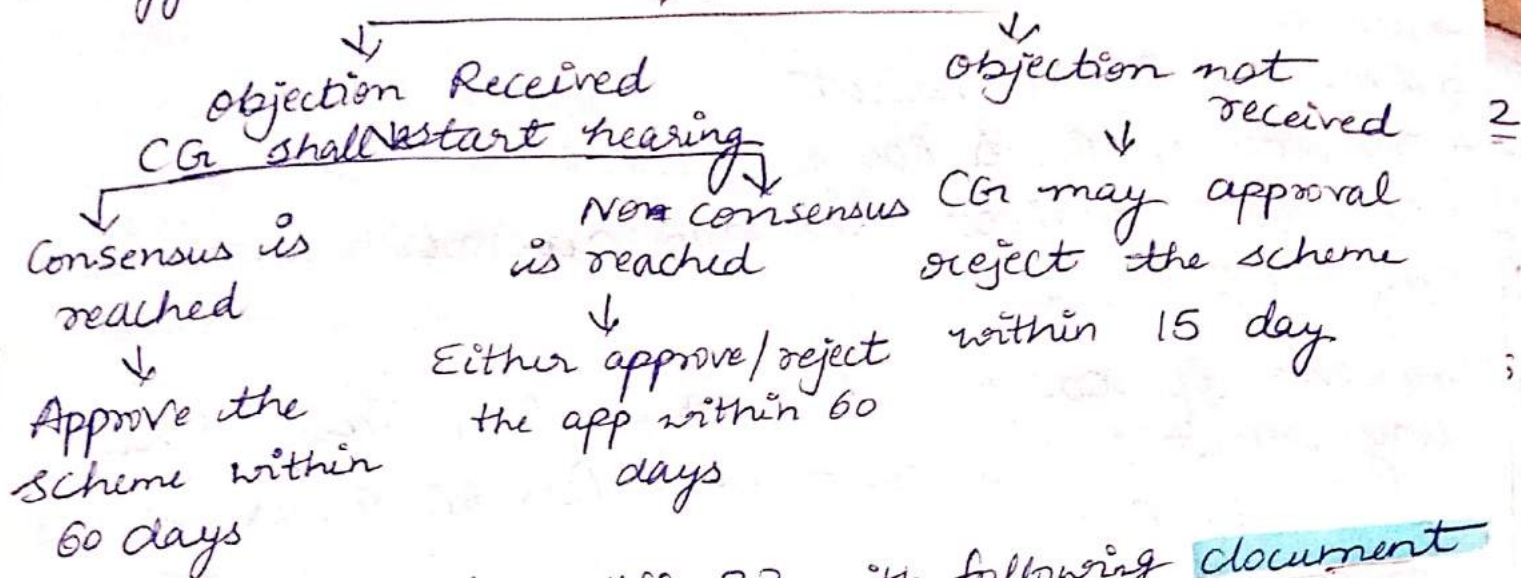 Objection Received
CG shall start hearing
Consensus is
reached
Approve the
scheme within
60 days
Non consensus
is reached
Either approve/reject
the app within 60
days
Objection not
received
CG may approval
reject the scheme
within 15 day
2
;
following document